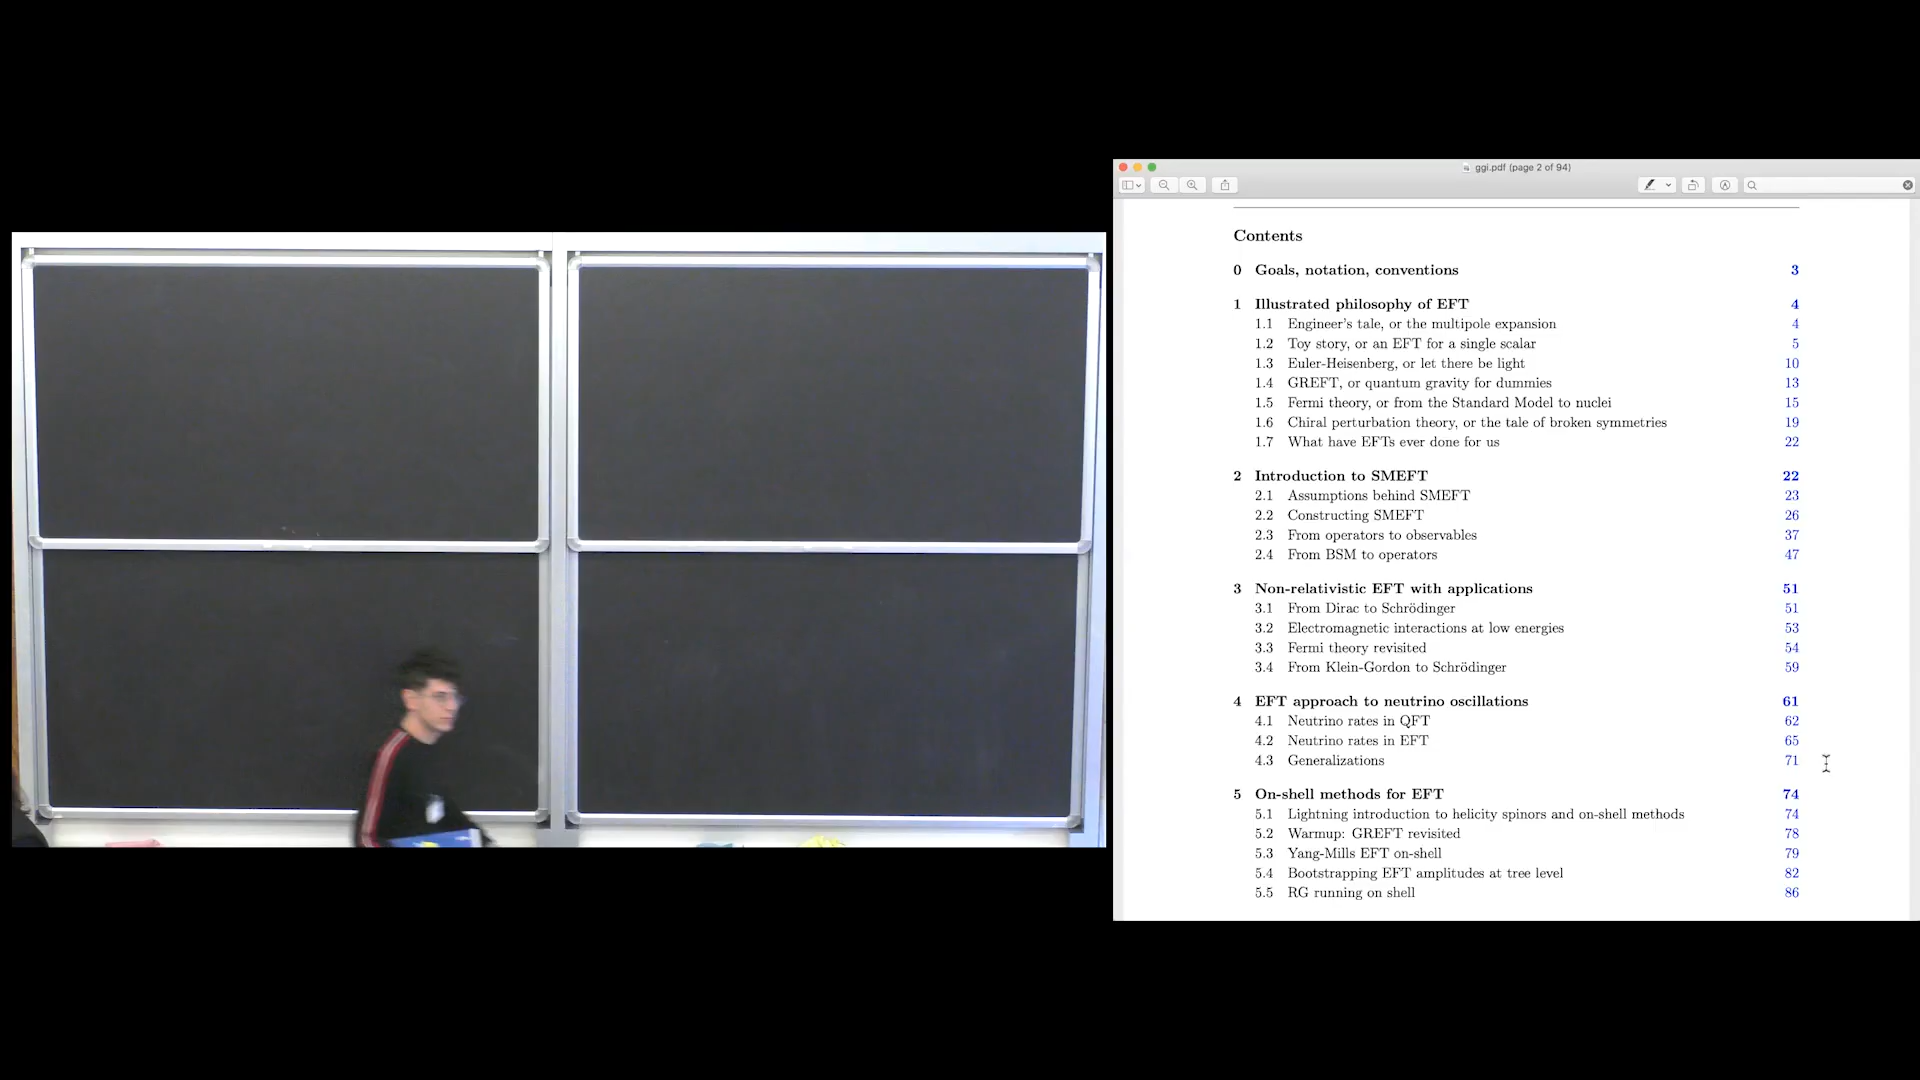 ggi.pdf (page 2 of 94)
Contents
0 Goals, notation, conventions 3
1 Illustrated philosophy of EFT 4
1.1 Engineer's tale, or the multipole expansion 4
1.2 Toy story, or an EFT for a single scalar 5
1.3 Euler-Heisenberg, or let there be light 10
1.4 GREFT, or quantum gravity for dummies 13
1.5 Fermi theory, or from the Standard Model to nuclei 15
1.6 Chiral perturbation theory, or the tale of broken symmetries 19
1.7 What have EFTs ever done for us 22
2 Introduction to SMEFT 22
2.1 Assumptions behind SMEFT 23
2.2 Constructing SMEFT 26
2.3 From operators to observables 37
2.4 From BSM to operators 47
3 Non-relativistic EFT with applications 51
3.1 From Dirac to Schrödinger 51
3.2 Electromagnetic interactions at low energies 53
3.3 Fermi theory revisited 54
3.4 From Klein-Gordon to Schrödinger 59
4 EFT approach to neutrino oscillations 61
4.1 Neutrino rates in QFT 62
4.2 Neutrino rates in EFT 65
4.3 Generalizations 71
5 On-shell methods for EFT 74
5.1 Lightning introduction to helicity spinors and on-shell methods 74
5.2 Warmup: GREFT revisited 78
5.3 Yang-Mills EFT on-shell 79
5.4 Bootstrapping EFT amplitudes at tree level 82
5.5 RG running on shell 86